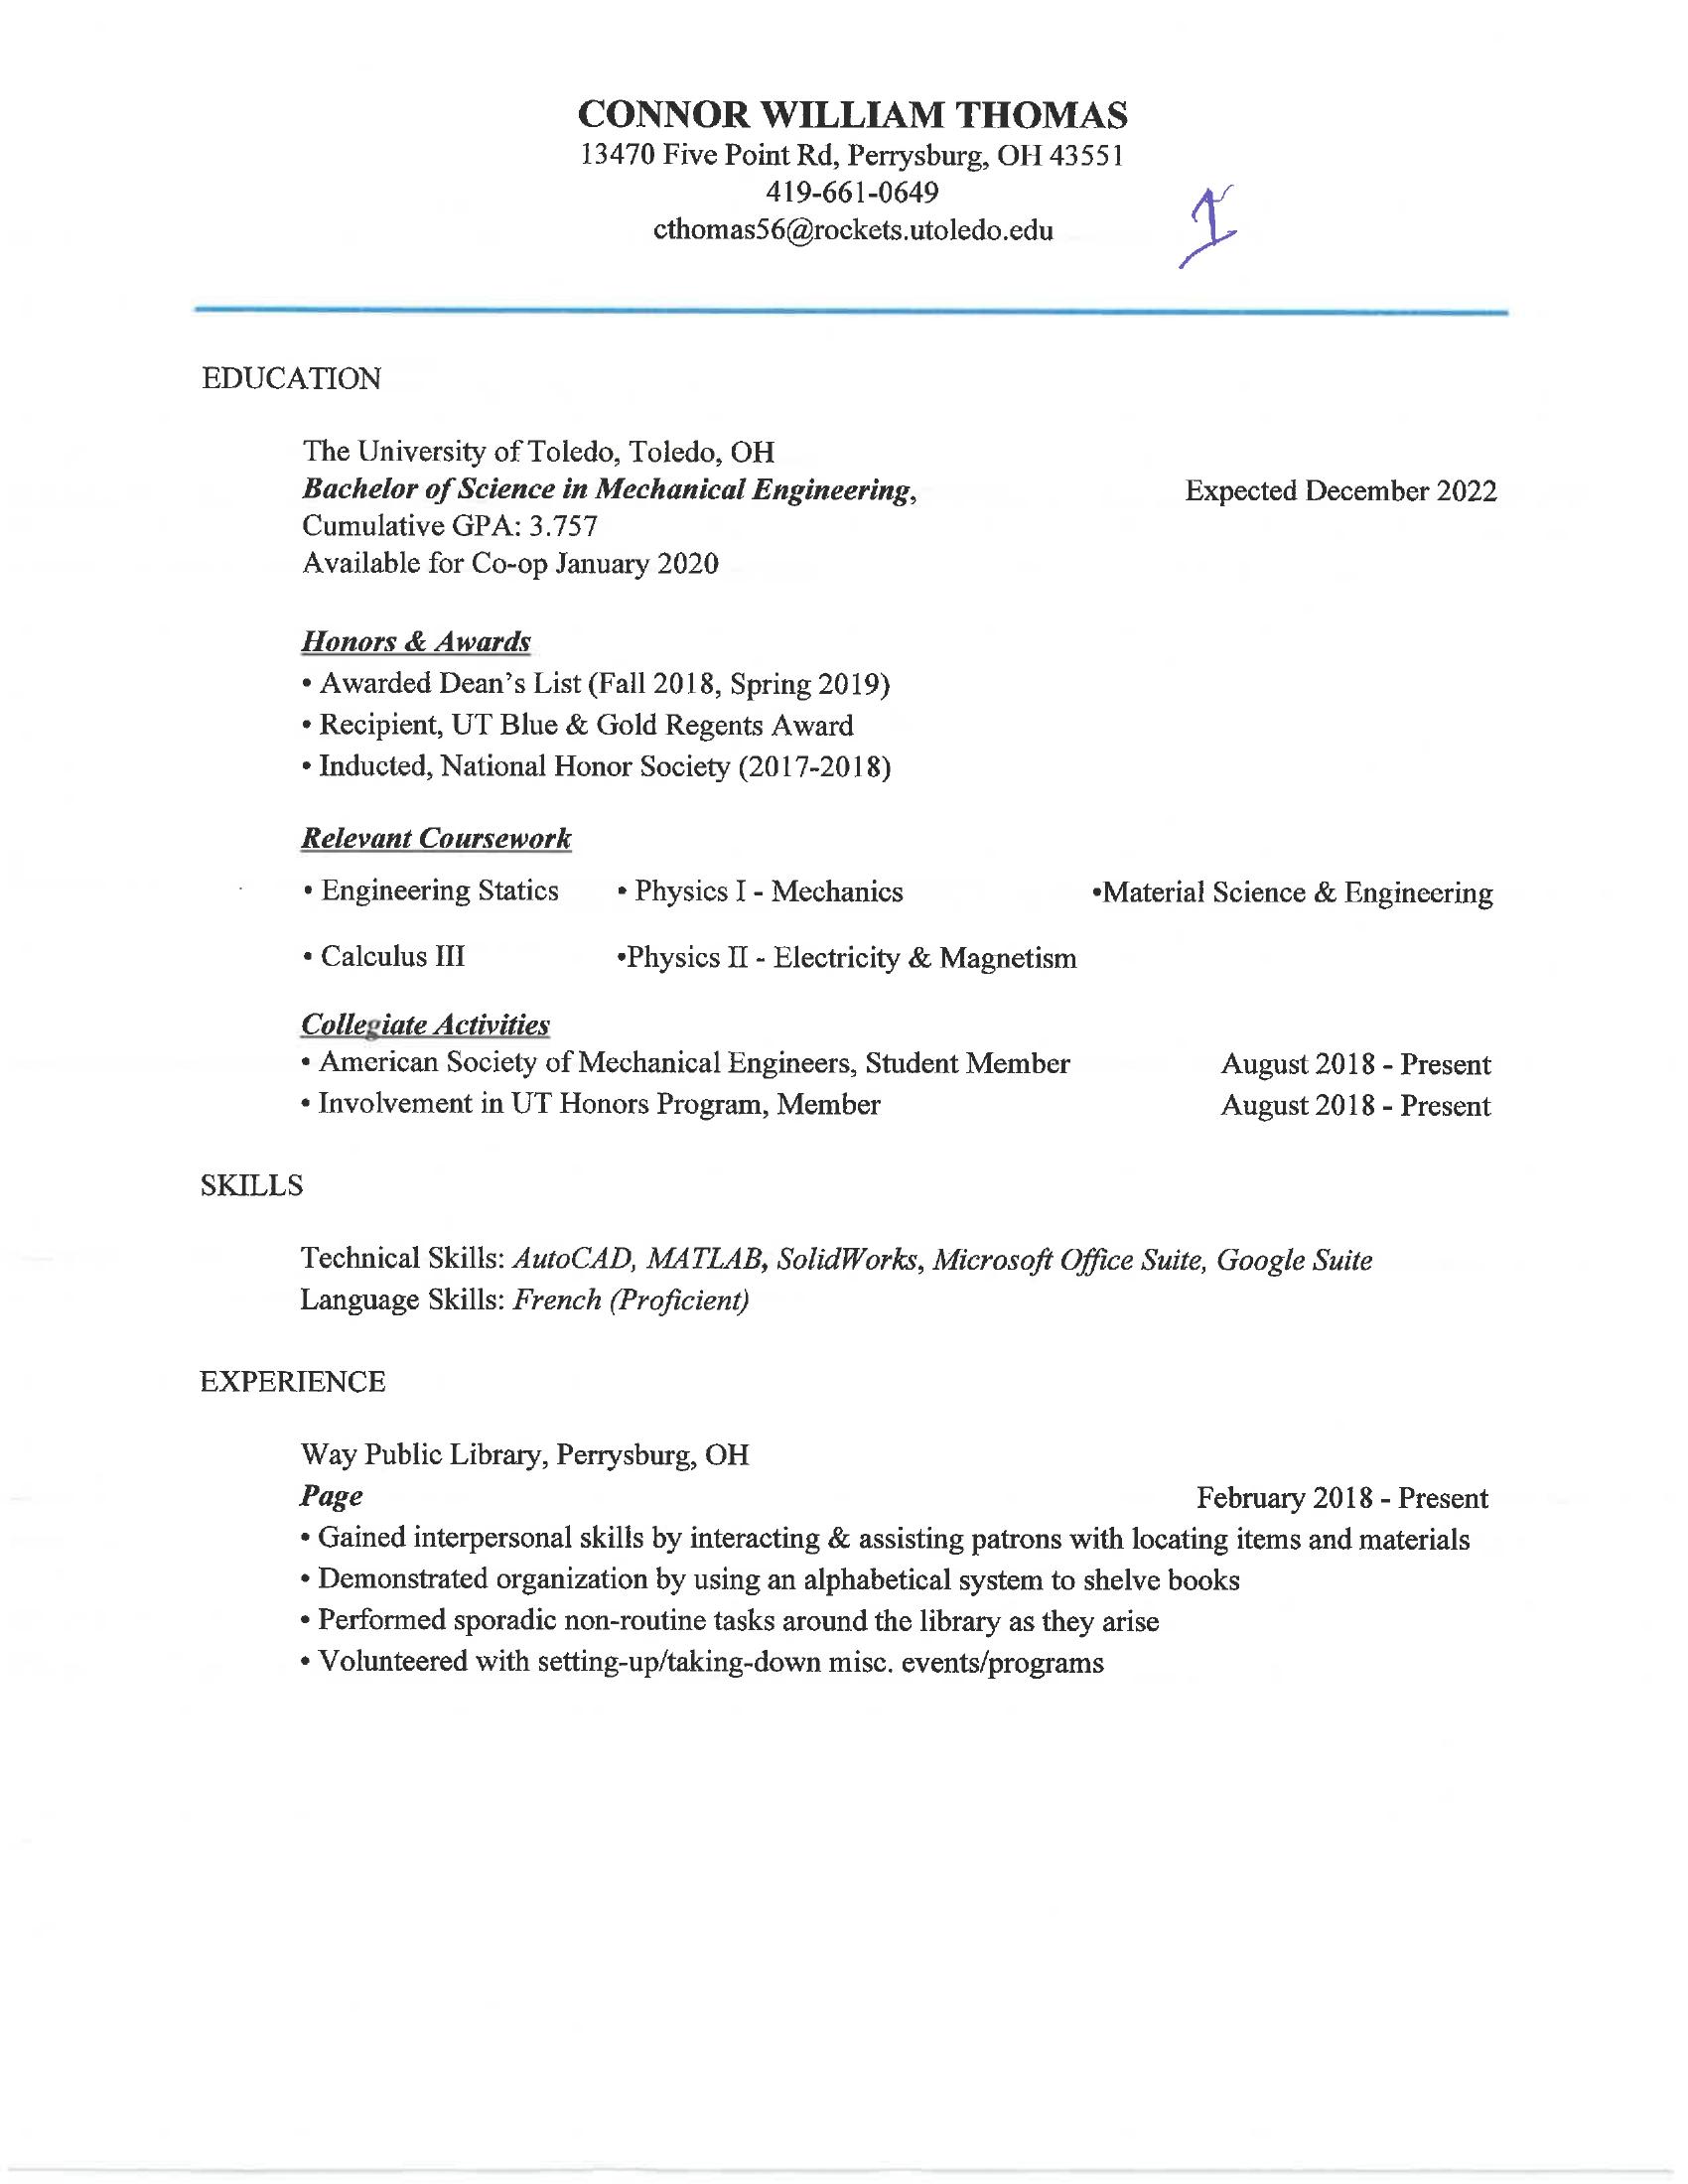 CONNOR WILLIAM THOMAS
13470 Five Point Rd, Perrysburg, OH 43551
419-661-0649
cthomas56@rockets.utoledo.edu
1
EDUCATION
The University of Toledo, Toledo, OH
Bachelor of Science in Mechanical Engineering, Expected December 2022
Cumulative GPA: 3.757
Available for Co-op January 2020
Honors & Awards
• Awarded Dean's List (Fall 2018, Spring 2019)
• Recipient, UT Blue & Gold Regents Award
• Inducted, National Honor Society (2017-2018)
Relevant Coursework
• Engineering Statics • Physics I - Mechanics •Material Science & Engineering
• Calculus III •Physics II - Electricity & Magnetism
Collegiate Activities
• American Society of Mechanical Engineers, Student Member August 2018 - Present
• Involvement in UT Honors Program, Member August 2018 - Present
SKILLS
Technical Skills: AutoCAD, MATLAB, SolidWorks, Microsoft Office Suite, Google Suite
Language Skills: French (Proficient)
EXPERIENCE
Way Public Library, Perrysburg, OH
Page February 2018 - Present
• Gained interpersonal skills by interacting & assisting patrons with locating items and materials
• Demonstrated organization by using an alphabetical system to shelve books
• Performed sporadic non-routine tasks around the library as they arise
• Volunteered with setting-up/taking-down misc. events/programs